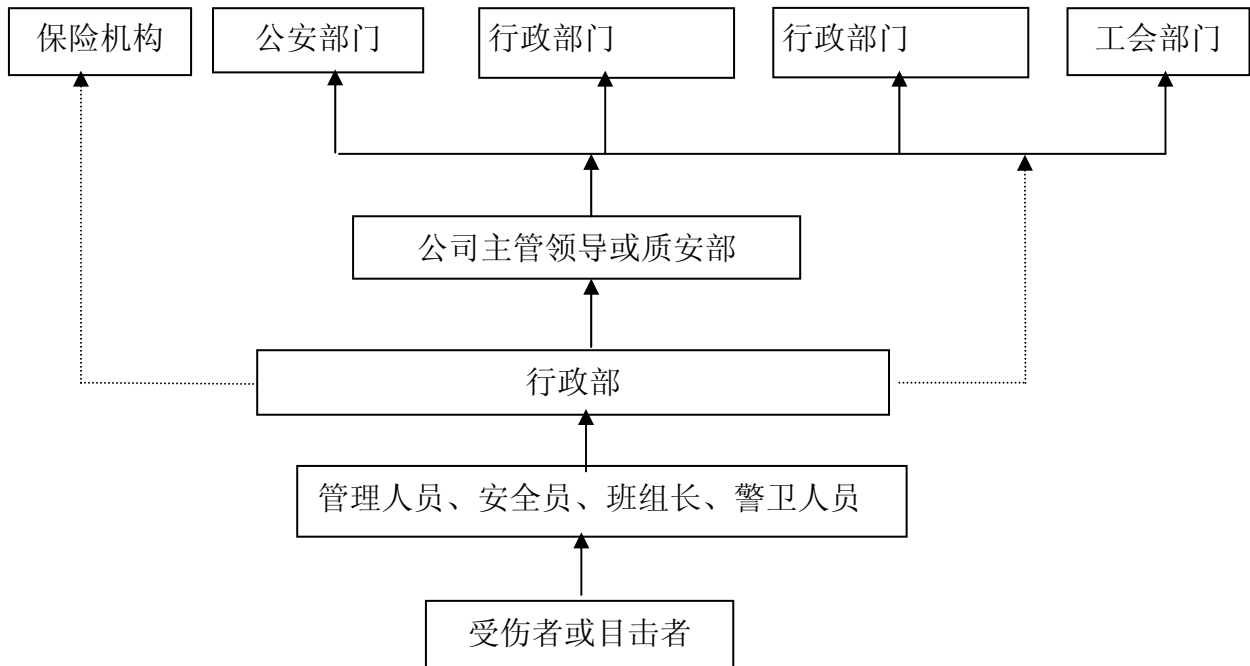 保险机构
公安部门
行政部门
行政部门
工会部门
公司主管领导或质安部
行政部
管理人员、安全员、班组长、警卫人员
受伤者或目击者